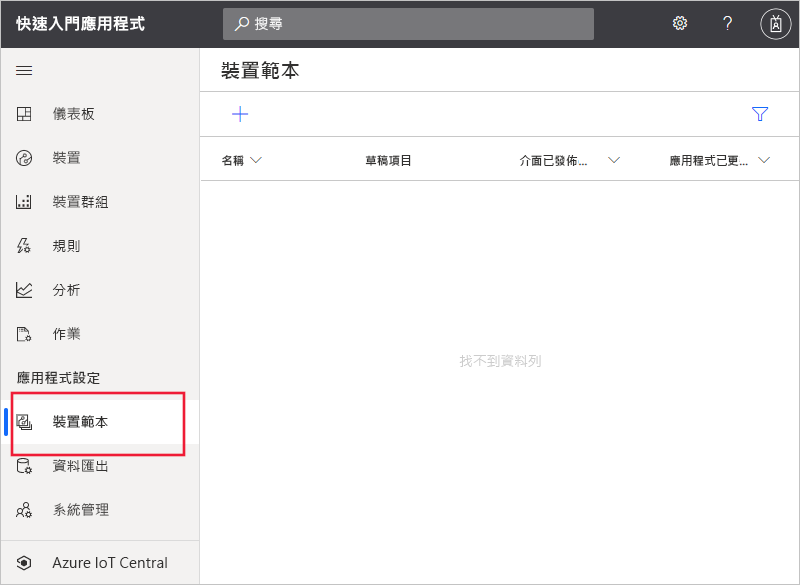 快速入門應用程式
搜尋
裝置範本
儀表板
裝置
裝置群組
規則
分析
作業
應用程式設定
裝置範本
資料匯出
系統管理
Azure IoT Central
名稱 草稿項目 介面已發佈... 應用程式已更...
找不到資料列